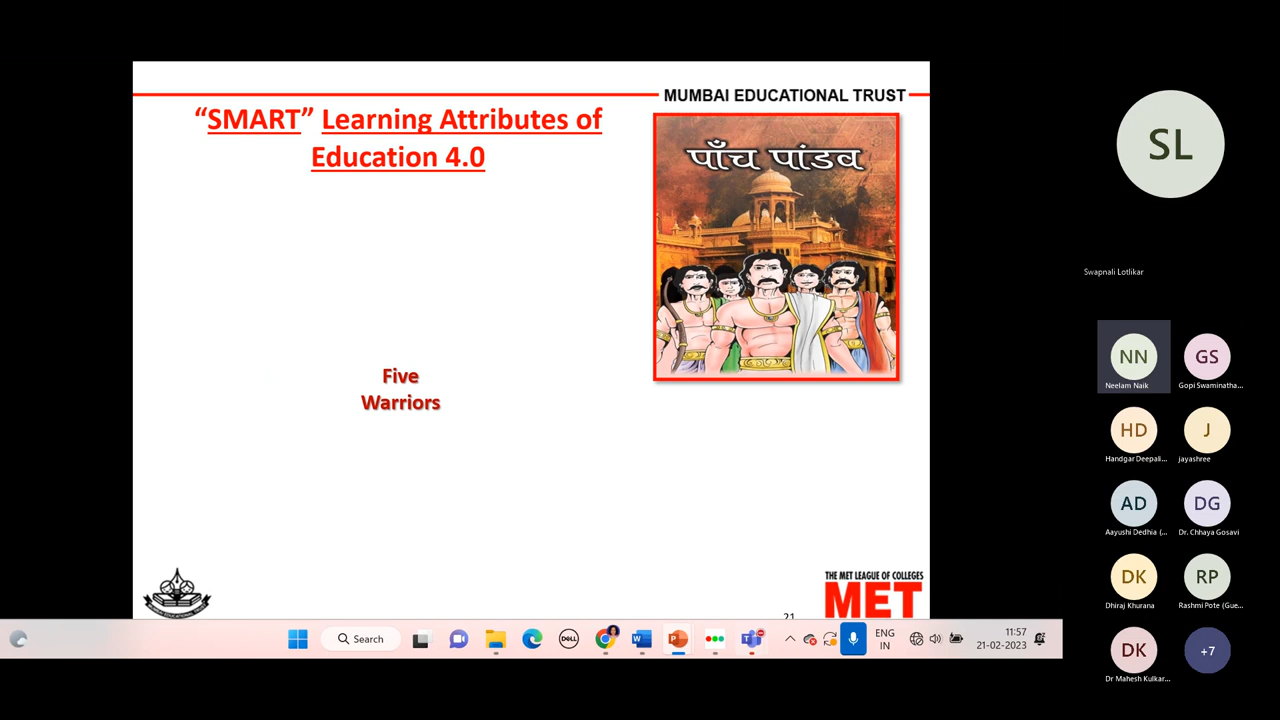 MUMBAI EDUCATIONAL TRUST
“SMART” Learning Attributes of
Education 4.0
पाँच पांडव
Five
Warriors
THE MET LEAGUE OF COLLEGES
MET
21
Search
DELL
ENG
IN
11:57
21-02-2023
SL
Swapnali Lotlikar
NN
Neelam Naik
GS
Gopi Swaminatha...
HD
Handgar Deepali...
J
jayashree
AD
Aayushi Dedhia (...
DG
Dr. Chhaya Gosavi
DK
Dhiraj Khurana
RP
Rashmi Pote (Gue...
DK
Dr Mahesh Kulkar...
+7